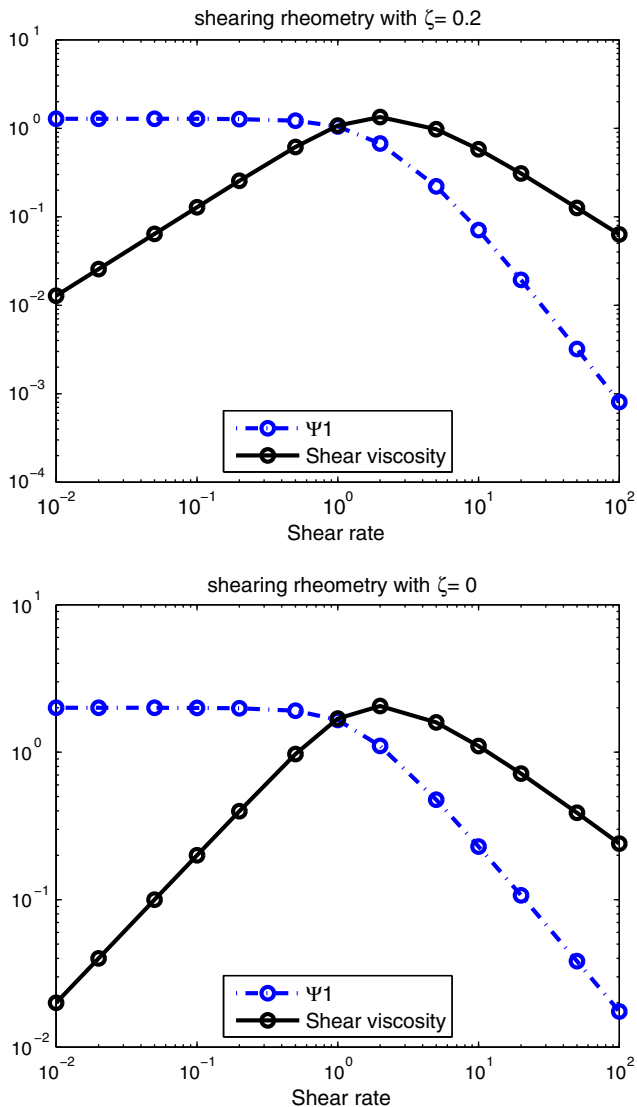 shearing rheometry with ζ= 0.2
10^1
10^0
10^-1
10^-2
10^-3
10^-4
Ψ1
Shear viscosity
10^-2 10^-1 10^0 10^1 10^2
Shear rate
shearing rheometry with ζ= 0
10^1
10^0
10^-1
10^-2
Ψ1
Shear viscosity
10^-2 10^-1 10^0 10^1 10^2
Shear rate